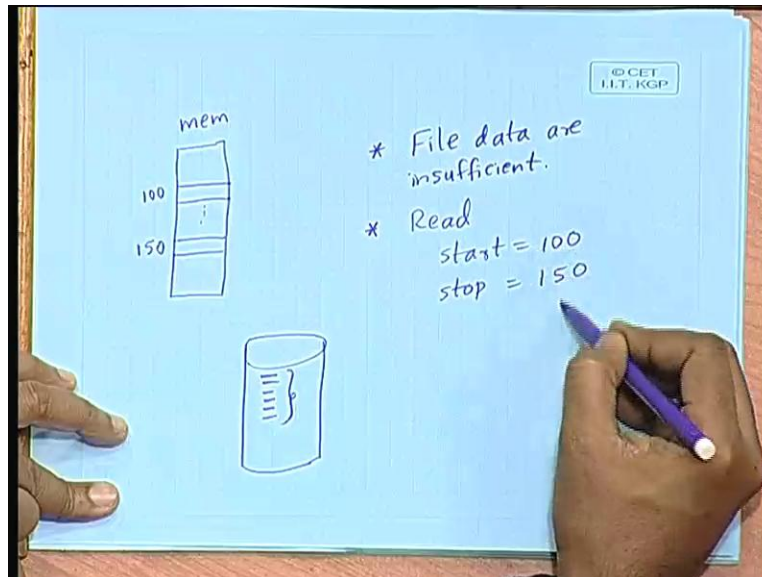 © CET
I.I.T. KGP
mem
100
150
* File data are
insufficient.
* Read
start = 100
stop = 150